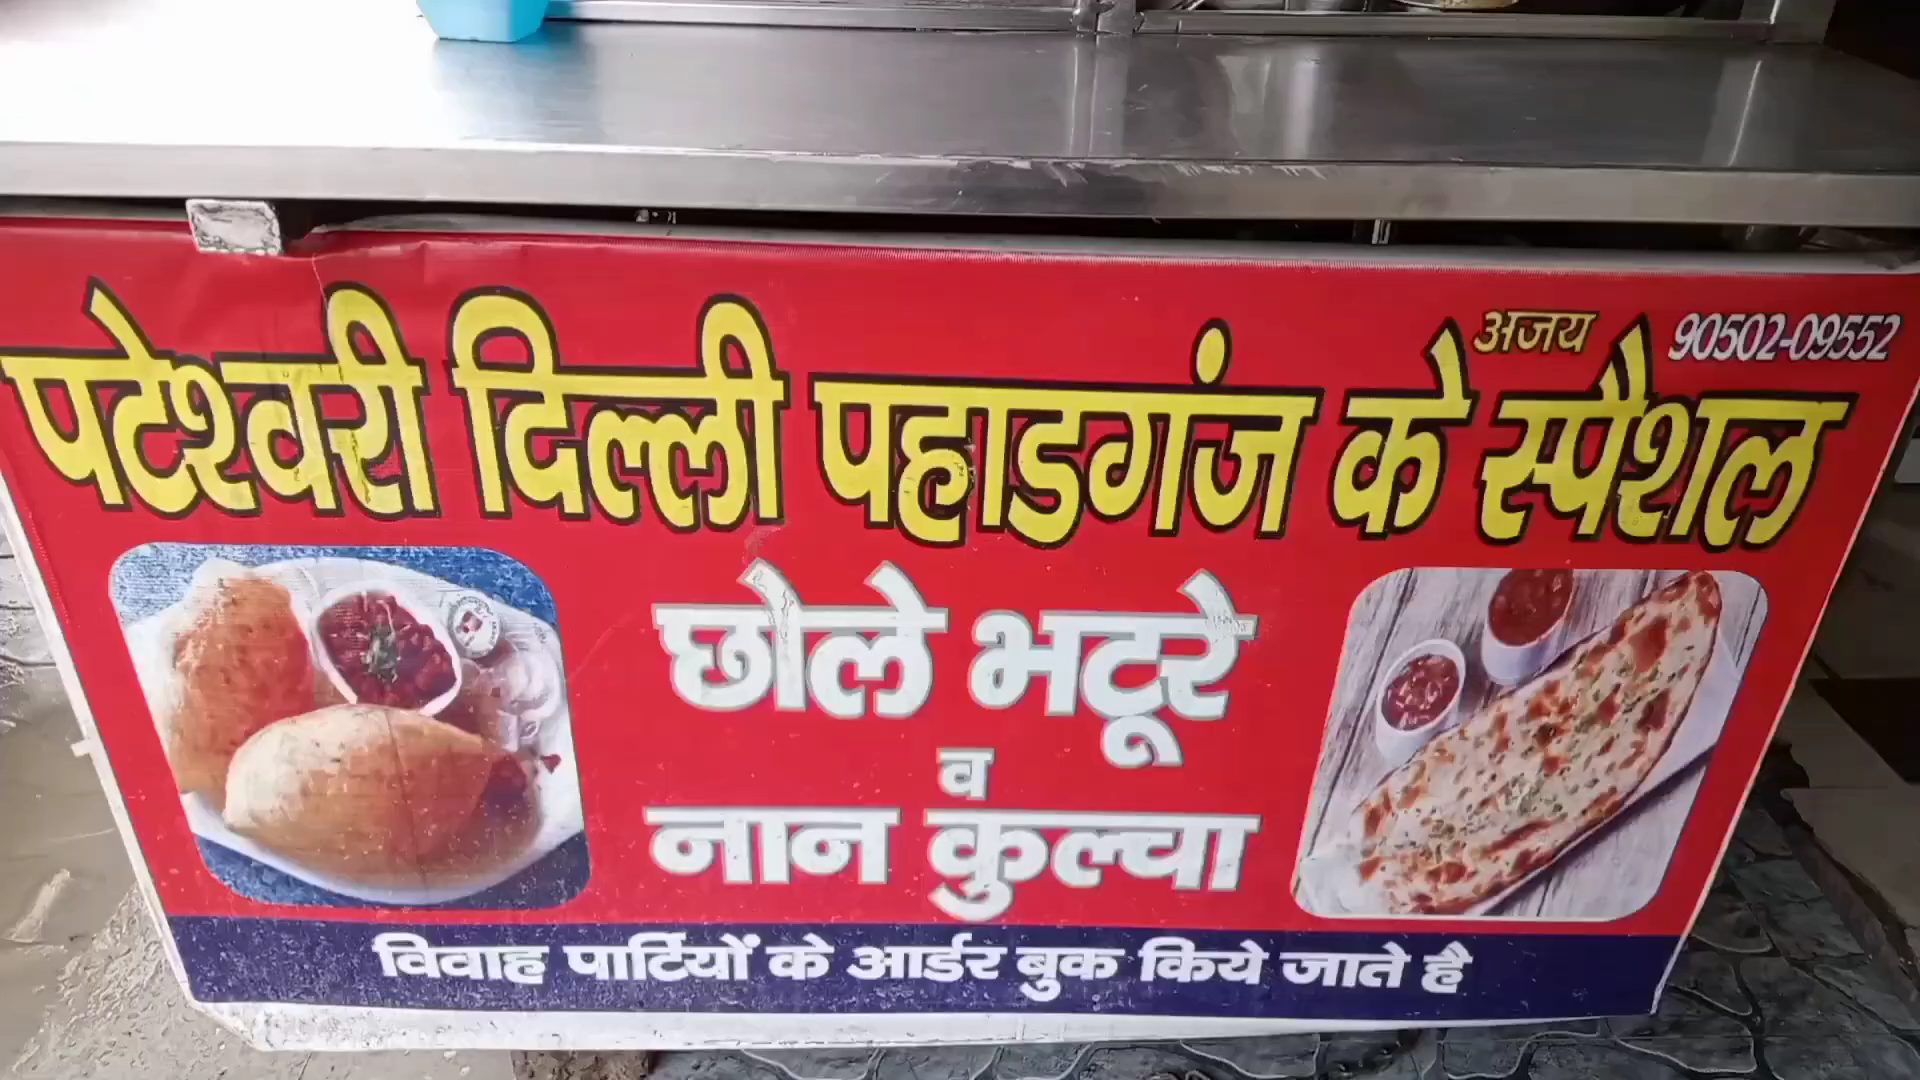 अजय 90502-09552
पटेश्वरी दिल्ली पहाडगंज के स्पैशल
छोले भटूरे
व
नान कुल्चा
विवाह पार्टियों के आर्डर बुक किये जाते है